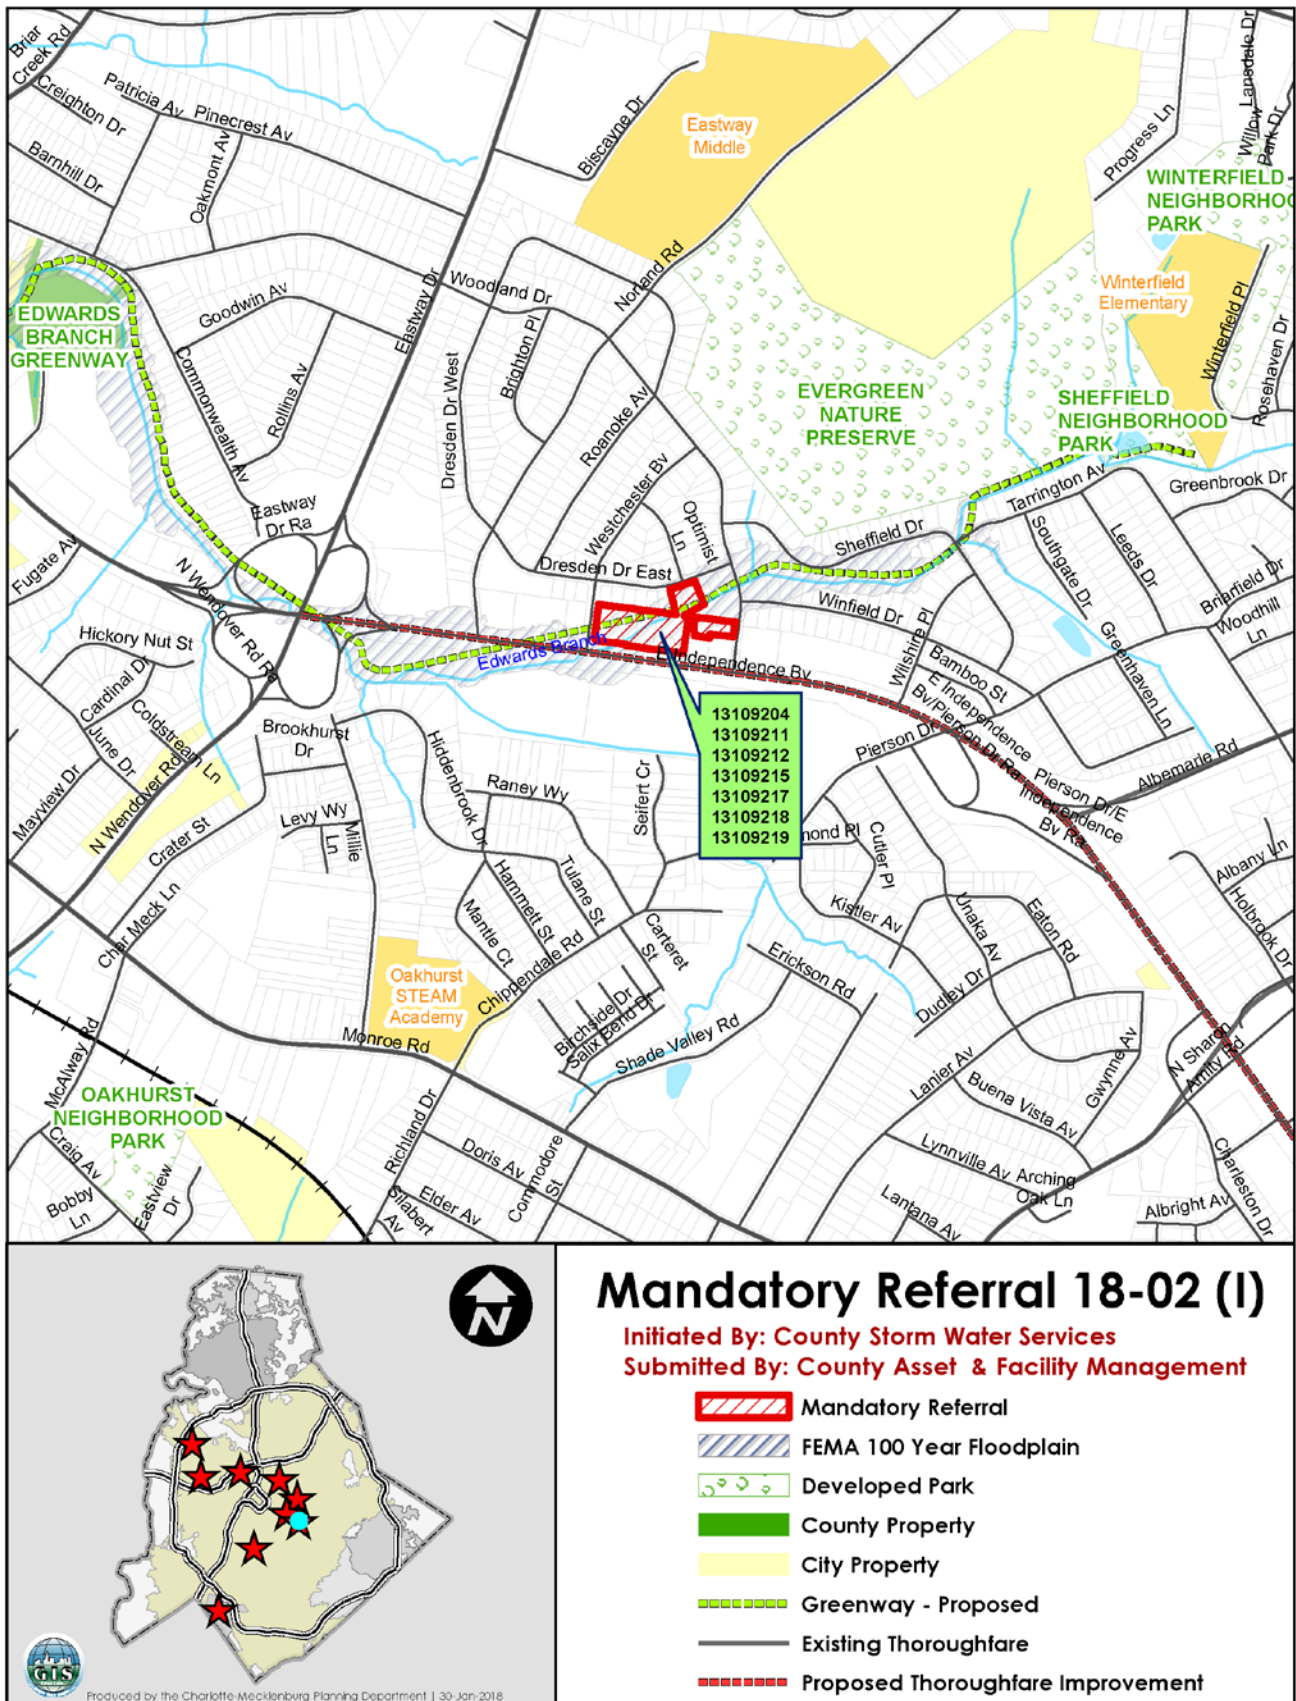 Briar
Creek Rd
Creighton Dr
Patricia Av
Pinecrest Av
Barnhill Dr
Oakmont Av
Biscayne Dr
Eastway
Middle
Progress Ln
Lansdale Dr
Willow
Park Dr
WINTERFIELD
NEIGHBORHOO
PARK
Norland Rd
Woodland Dr
Goodwin Av
Eastway Dr
EDWARDS
BRANCH
GREENWAY
Commonwealth Av
Rollins Av
Dresden Dr West
Brighton Pl
Roanoke Av
Westchester Bv
Winterfield
Elementary
Winterfield Pl
Rosehaven Dr
EVERGREEN
NATURE
PRESERVE
SHEFFIELD
NEIGHBORHOOD
PARK
Tarrington Av
Greenbrook Dr
Eastway
Dr Ra
Optimist
Ln
Sheffield Dr
Southgate Dr
Leeds Dr
Briarfield Dr
Woodhill
Ln
Fugate Av
N Wendover Rd Ra
Dresden Dr East
Winfield Dr
Wilshire Pl
Edwards Branch
E Independence Bv
Bamboo St
E Independence
Bv/Pierson Dr Ra
Greenhaven Ln
Hickory Nut St
Cardinal Dr
Coldstream Ln
June Dr
Mayview Dr
N Wendover Rd
Brookhurst
Dr
Hiddenbrook Dr
Raney Wy
Seifert Cr
13109204
13109211
13109212
13109215
13109217
13109218
13109219
Pierson Dr
Pierson Dr/E
Independence
Bv Ra
Albemarle Rd
Levy Wy
Millie
Ln
Crater St
Char Meck Ln
Hammett St
Tulane St
Mantle Ct
mond Pl
Cutler Pl
Kistler Av
Unaka Av
Eaton Rd
Albany Ln
Holbrook Dr
Carteret
St
Chippendale Rd
Oakhurst
STEAM
Academy
Birchside Dr
Salix Bend Dr
Shade Valley Rd
Erickson Rd
Dudley Dr
Monroe Rd
McAlway Rd
Lanier Av
Buena Vista Av
Gwynne Av
N Sharon
Amity Rd
OAKHURST
NEIGHBORHOOD
PARK
Craig Av
Bobby
Ln
Eastview
Dr
Richland Dr
Doris Av
Elder Av
Silabert
Av
Commodore
St
Lynnville Av
Arching
Oak Ln
Lantana Av
Albright Av
Charleston Dr
N
GIS
Produced by the Charlotte-Mecklenburg Planning Department | 30-Jan-2018
Mandatory Referral 18-02 (I)
Initiated By: County Storm Water Services
Submitted By: County Asset & Facility Management
Mandatory Referral
FEMA 100 Year Floodplain
Developed Park
County Property
City Property
Greenway - Proposed
Existing Thoroughfare
Proposed Thoroughfare Improvement